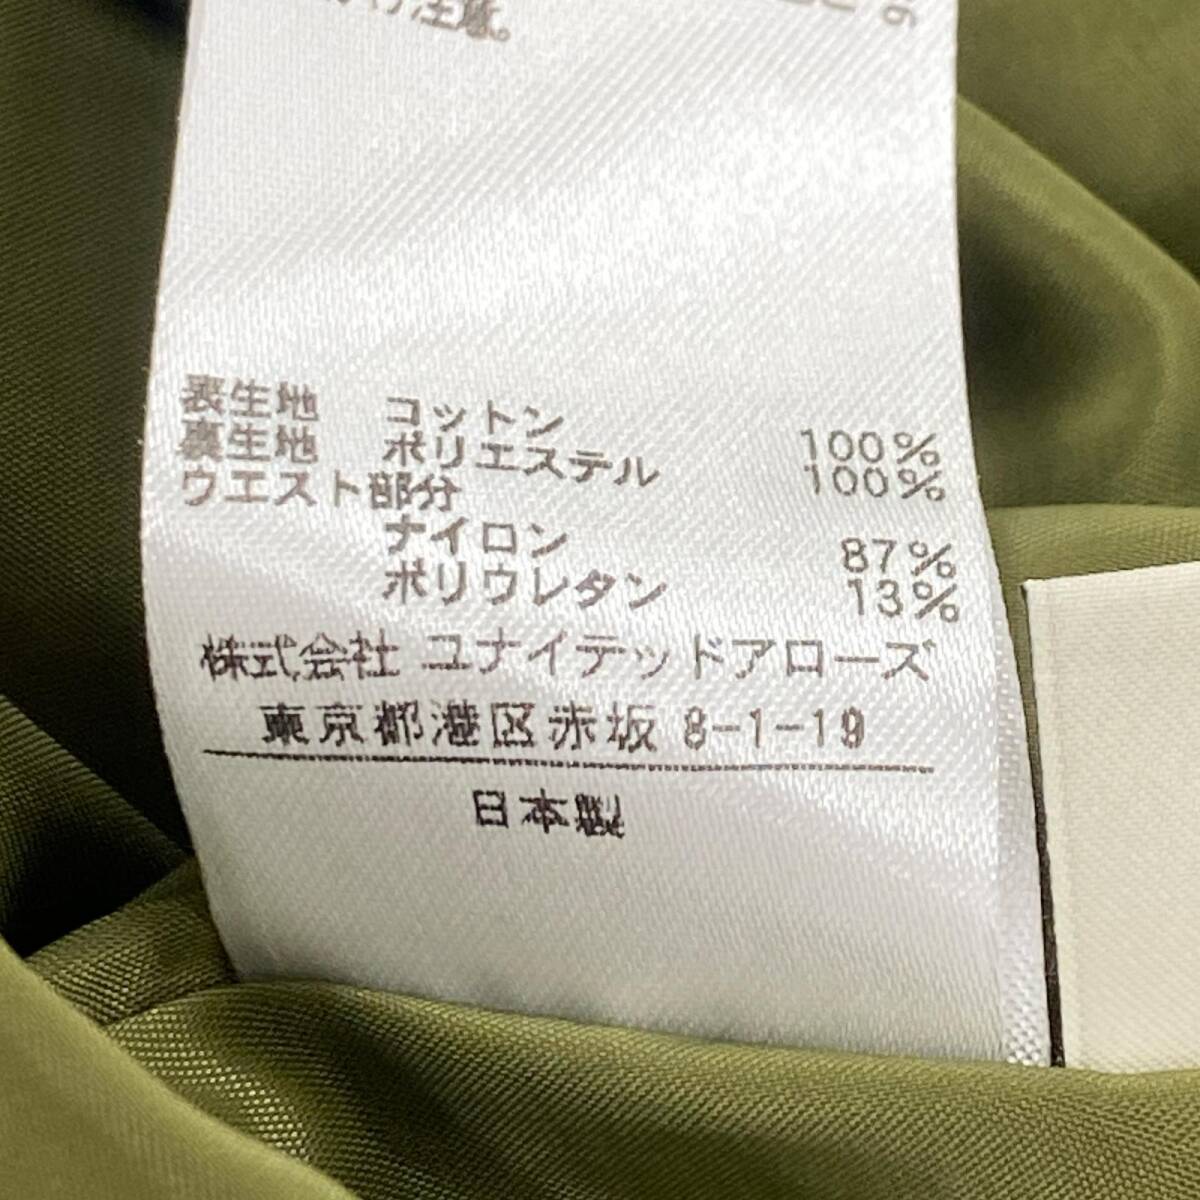 注意。
表生地 コットン 100%
裏生地 ポリエステル 100%
ウエスト部分
ナイロン 87%
ポリウレタン 13%
株式会社 ユナイテッドアローズ
東京都港区赤坂 8-1-19
日本製